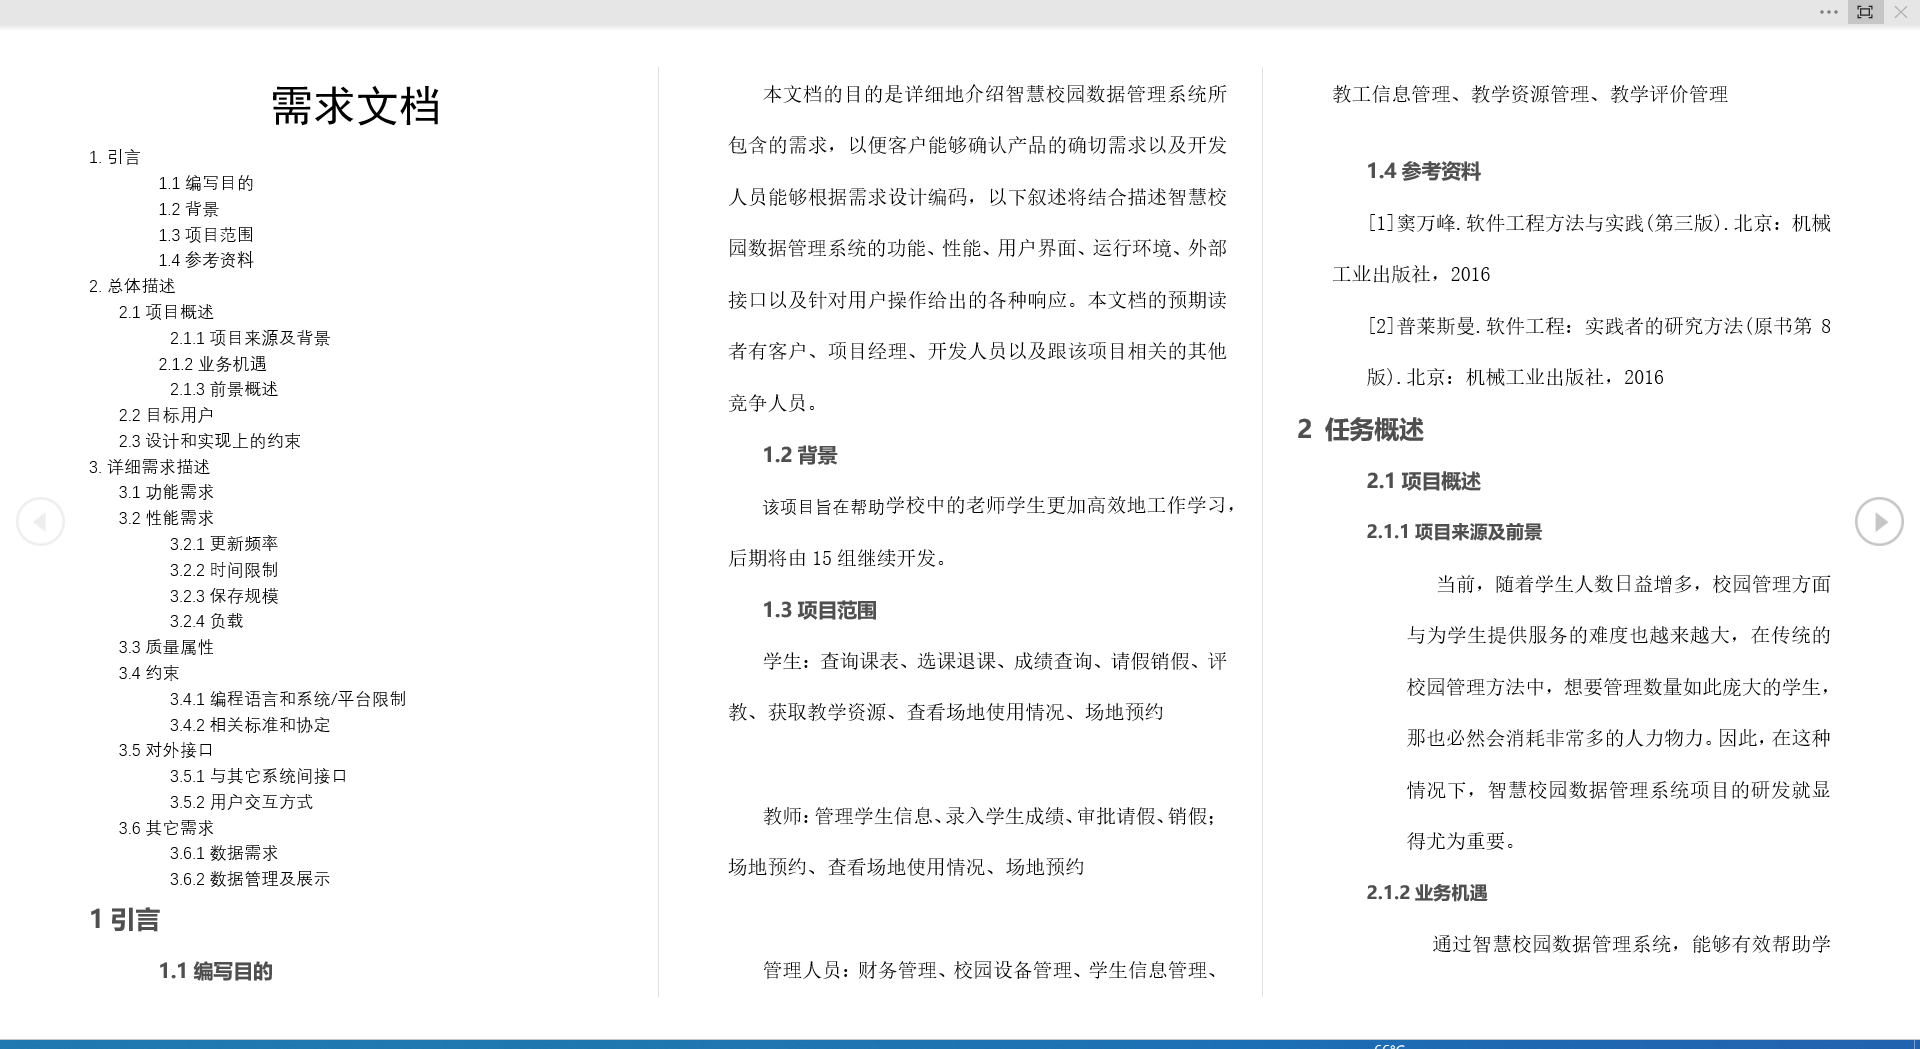 需求文档
1. 引言
1.1 编写目的
1.2 背景
1.3 项目范围
1.4 参考资料
2. 总体描述
2.1 项目概述
2.1.1 项目来源及背景
2.1.2 业务机遇
2.1.3 前景概述
2.2 目标用户
2.3 设计和实现上的约束
3. 详细需求描述
3.1 功能需求
3.2 性能需求
3.2.1 更新频率
3.2.2 时间限制
3.2.3 保存规模
3.2.4 负载
3.3 质量属性
3.4 约束
3.4.1 编程语言和系统/平台限制
3.4.2 相关标准和协定
3.5 对外接口
3.5.1 与其它系统间接口
3.5.2 用户交互方式
3.6 其它需求
3.6.1 数据需求
3.6.2 数据管理及展示
1 引言
1.1 编写目的
本文档的目的是详细地介绍智慧校园数据管理系统所
包含的需求，以便客户能够确认产品的确切需求以及开发
人员能够根据需求设计编码，以下叙述将结合描述智慧校
园数据管理系统的功能、性能、用户界面、运行环境、外部
接口以及针对用户操作给出的各种响应。本文档的预期读
者有客户、项目经理、开发人员以及跟该项目相关的其他
竞争人员。
1.2 背景
该项目旨在帮助学校中的老师学生更加高效地工作学习，
后期将由 15 组继续开发。
1.3 项目范围
学生：查询课表、选课退课、成绩查询、请假销假、评
教、获取教学资源、查看场地使用情况、场地预约
教师：管理学生信息、录入学生成绩、审批请假、销假；
场地预约、查看场地使用情况、场地预约
管理人员：财务管理、校园设备管理、学生信息管理、
教工信息管理、教学资源管理、教学评价管理
1.4 参考资料
[1]窦万峰.软件工程方法与实践(第三版).北京：机械
工业出版社，2016
[2]普莱斯曼.软件工程：实践者的研究方法(原书第 8
版).北京：机械工业出版社，2016
2 任务概述
2.1 项目概述
2.1.1 项目来源及前景
当前，随着学生人数日益增多，校园管理方面
与为学生提供服务的难度也越来越大，在传统的
校园管理方法中，想要管理数量如此庞大的学生，
那也必然会消耗非常多的人力物力。因此，在这种
情况下，智慧校园数据管理系统项目的研发就显
得尤为重要。
2.1.2 业务机遇
通过智慧校园数据管理系统，能够有效帮助学